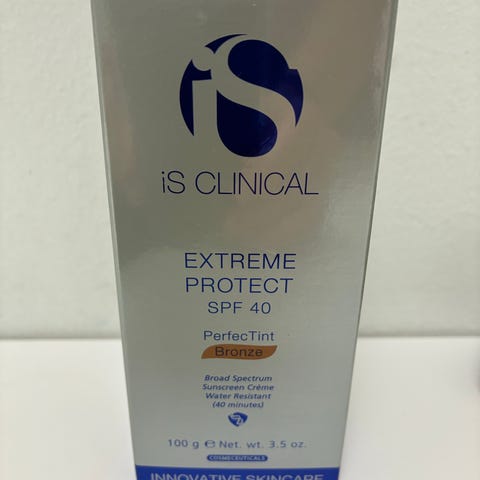 iS
iS CLINICAL
EXTREME
PROTECT
SPF 40
PerfecTint
Bronze
Broad Spectrum
Sunscreen Crème
Water Resistant
(40 minutes)
100 g ℮ Net. wt. 3.5 oz.
COSMECEUTICALS
INNOVATIVE SKINCARE